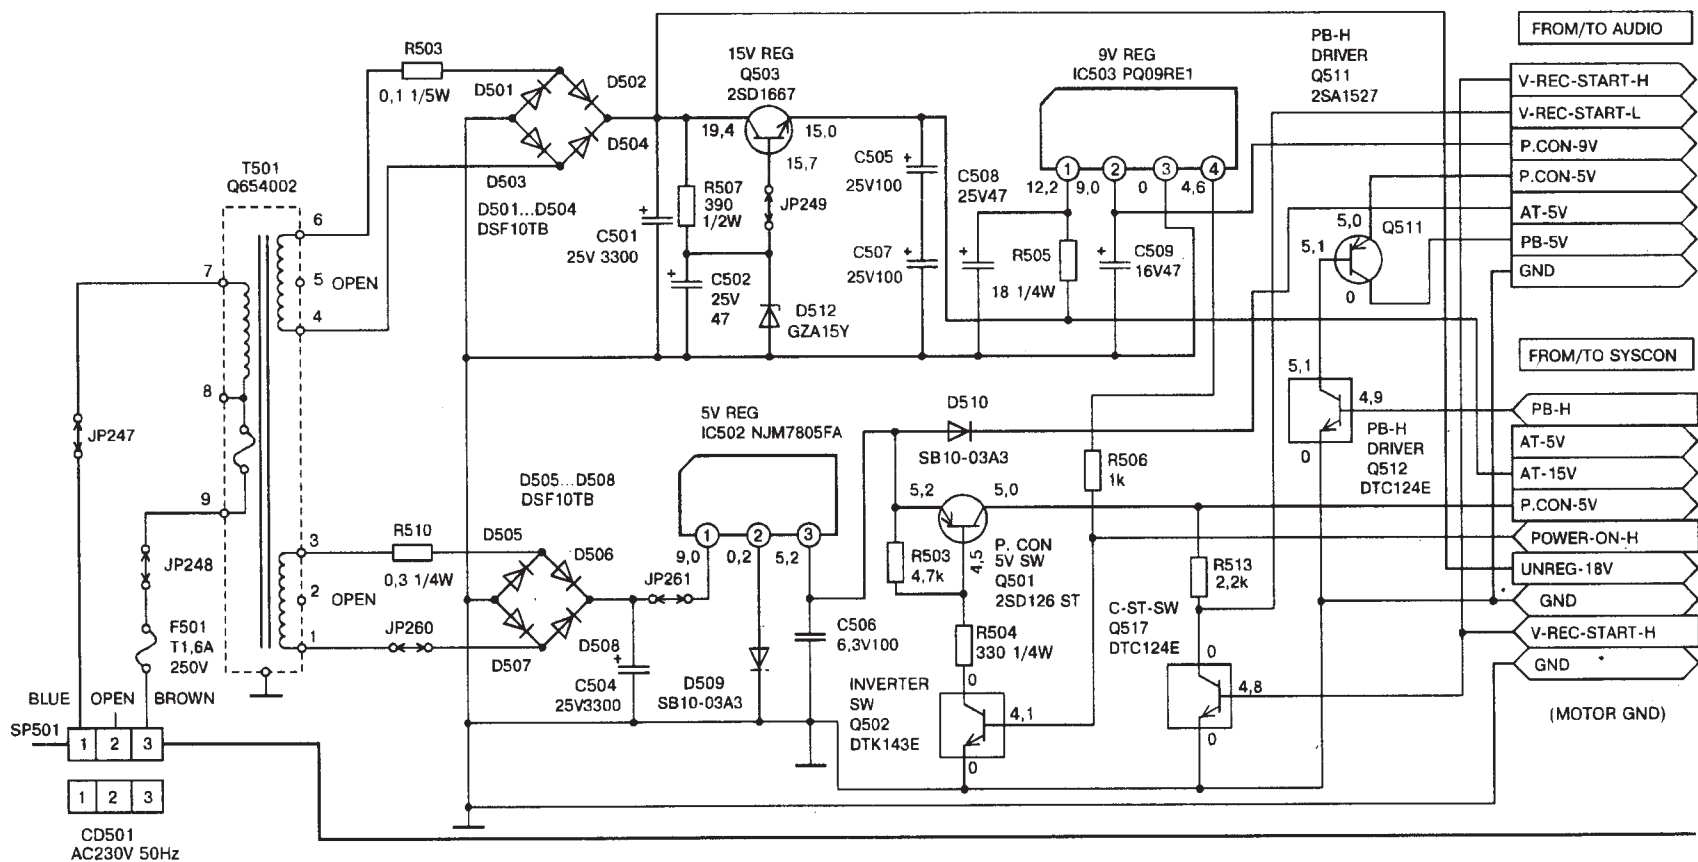 FROM/TO AUDIO
V-REC-START-H
V-REC-START-L
P.CON-9V
P.CON-5V
AT-5V
PB-5V
GND
FROM/TO SYSCON
PB-H
AT-5V
AT-15V
P.CON-5V
POWER-ON-H
UNREG-18V
GND
V-REC-START-H
GND
(MOTOR GND)
R503
0,1 1/5W
D501
D502
D503
D504
D501...D504
DSF10TB
15V REG
Q503
2SD1667
19,4
15,0
15,7
R507
390
1/2W
JP249
C501
25V 3300
C502
25V
47
D512
GZA15Y
C505
25V100
C507
25V100
9V REG
IC503 PQ09RE1
1
2
3
4
12,2
9,0
0
4,6
C508
25V47
R505
18 1/4W
C509
16V47
PB-H
DRIVER
Q511
2SA1527
5,0
Q511
5,1
0
5,1
4,9
0
PB-H
DRIVER
Q512
DTC124E
T501
Q654002
6
5
OPEN
4
7
8
9
3
2
OPEN
1
JP247
JP248
F501
T1,6A
250V
BLUE
OPEN
BROWN
SP501
1
2
3
1
2
3
CD501
AC230V 50Hz
R510
0,3 1/4W
JP260
D505
D506
D507
D508
D505...D508
DSF10TB
5V REG
IC502 NJM7805FA
1
2
3
9,0
0,2
5,2
JP261
C504
25V3300
D509
SB10-03A3
C506
6,3V100
D510
SB10-03A3
5,2
5,0
R503
4,7k
4,5
P. CON
5V SW
Q501
2SD126 ST
R504
330 1/4W
INVERTER
SW
Q502
DTK143E
0
4,1
0
R506
1k
R513
2,2k
C-ST-SW
Q517
DTC124E
0
4,8
0